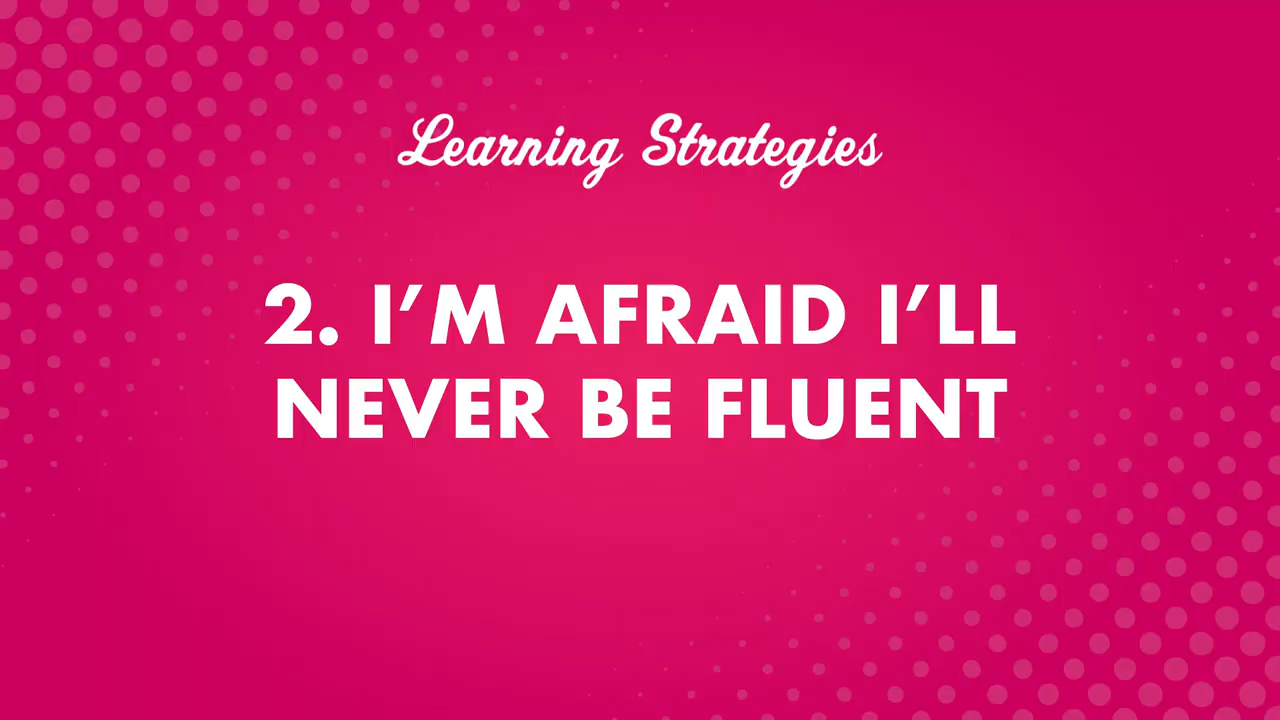 Learning Strategies
2. I’M AFRAID I’LL
NEVER BE FLUENT